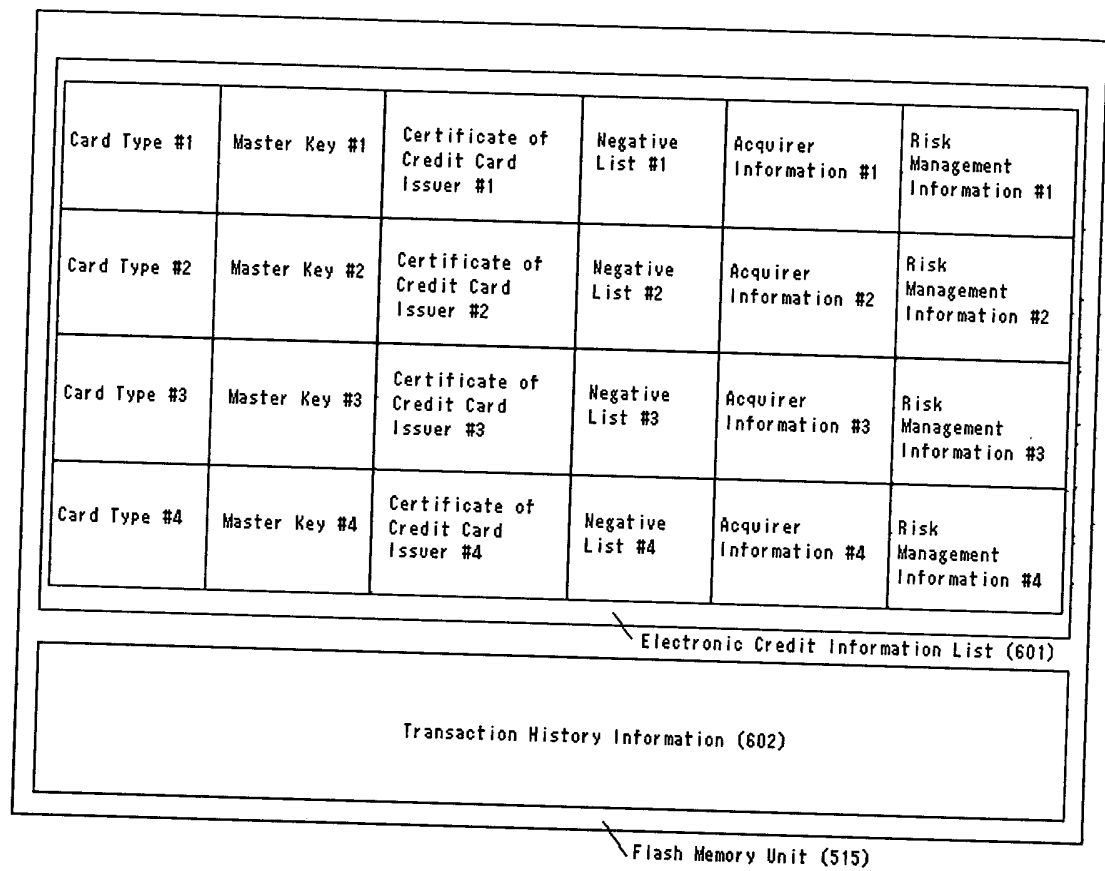 Card Type #1
Master Key #1
Certificate of
Credit Card
Issuer #1
Negative
List #1
Acquirer
Information #1
Risk
Management
Information #1
Card Type #2
Master Key #2
Certificate of
Credit Card
Issuer #2
Negative
List #2
Acquirer
Information #2
Risk
Management
Information #2
Card Type #3
Master Key #3
Certificate of
Credit Card
Issuer #3
Negative
List #3
Acquirer
Information #3
Risk
Management
Information #3
Card Type #4
Master Key #4
Certificate of
Credit Card
Issuer #4
Negative
List #4
Acquirer
Information #4
Risk
Management
Information #4
Electronic Credit Information List (601)
Transaction History Information (602)
Flash Memory Unit (515)